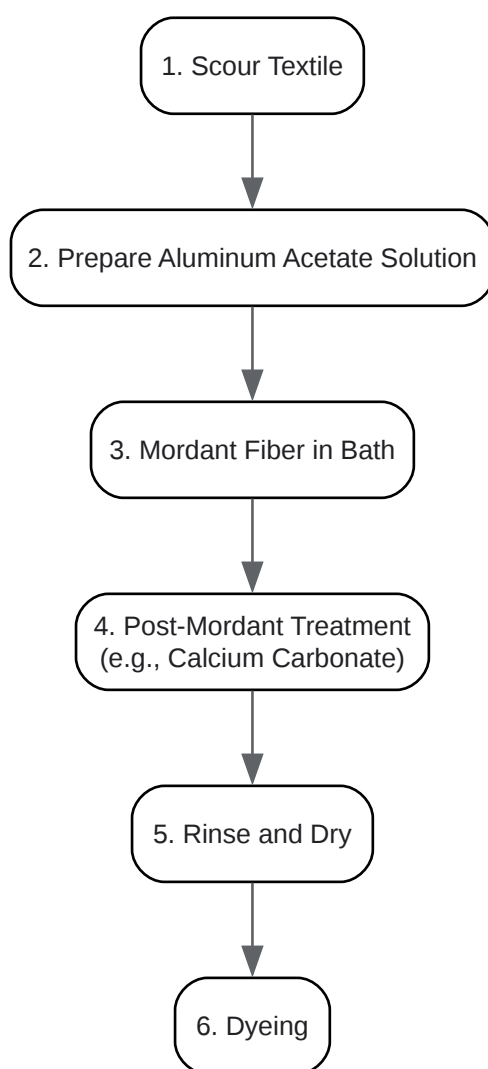 1. Scour Textile
2. Prepare Aluminum Acetate Solution
3. Mordant Fiber in Bath
4. Post-Mordant Treatment
(e.g., Calcium Carbonate)
5. Rinse and Dry
6. Dyeing